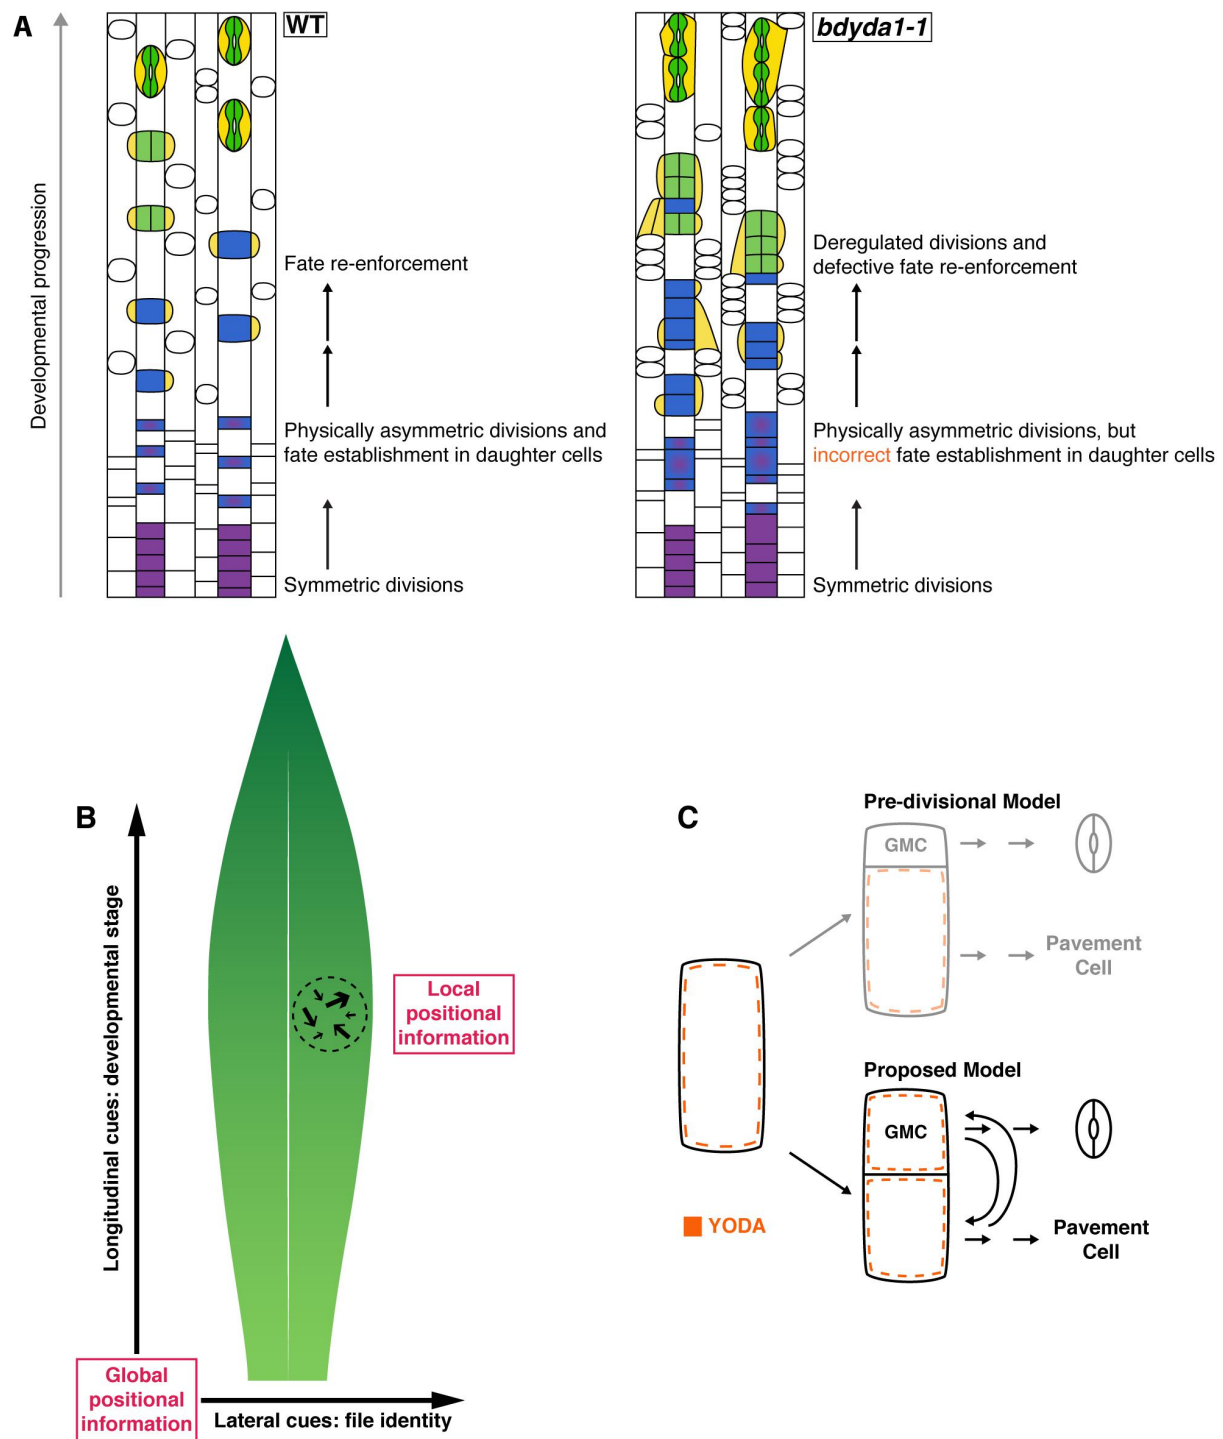 A
WT
bdyda1-1
Developmental progression
Fate re-enforcement
Physically asymmetric divisions and
fate establishment in daughter cells
Symmetric divisions
Deregulated divisions and
defective fate re-enforcement
Physically asymmetric divisions, but
incorrect fate establishment in daughter cells
Symmetric divisions
B
Longitudinal cues: developmental stage
Local
positional
information
Global
positional
information
Lateral cues: file identity
C
Pre-divisional Model
GMC
Pavement
Cell
Proposed Model
GMC
Pavement
Cell
YODA